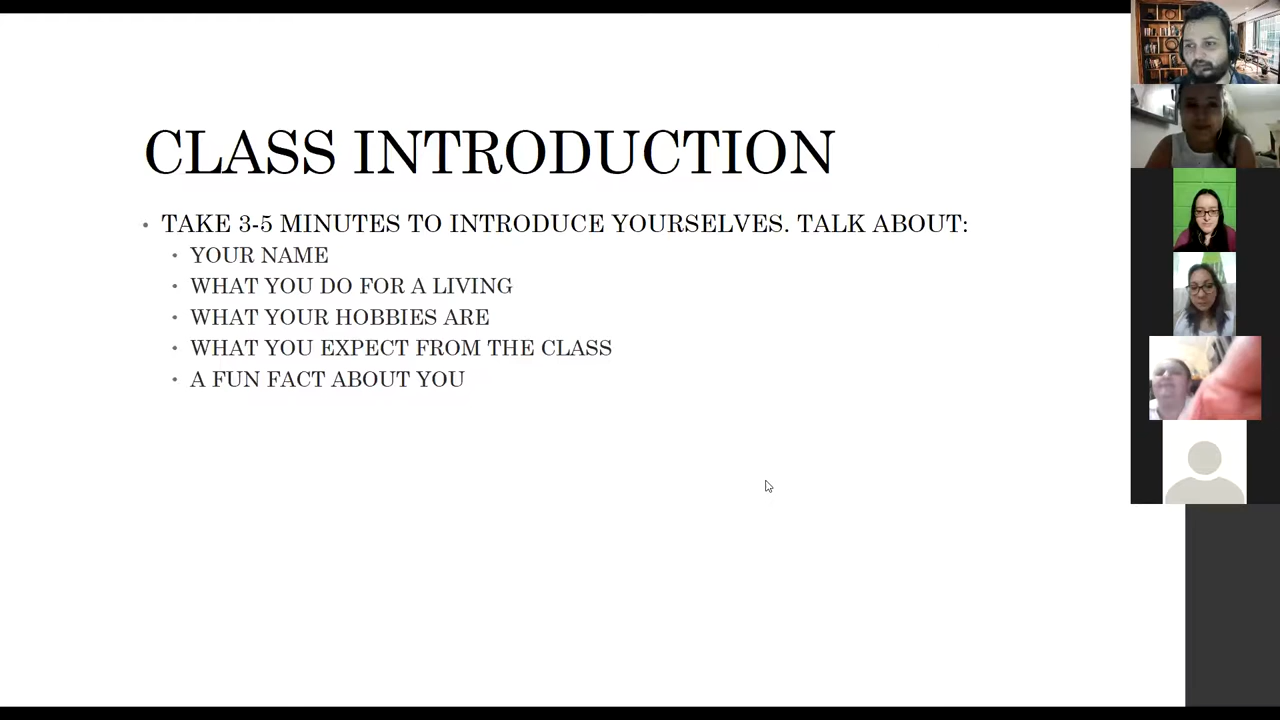 CLASS INTRODUCTION
• TAKE 3-5 MINUTES TO INTRODUCE YOURSELVES. TALK ABOUT:
• YOUR NAME
• WHAT YOU DO FOR A LIVING
• WHAT YOUR HOBBIES ARE
• WHAT YOU EXPECT FROM THE CLASS
• A FUN FACT ABOUT YOU